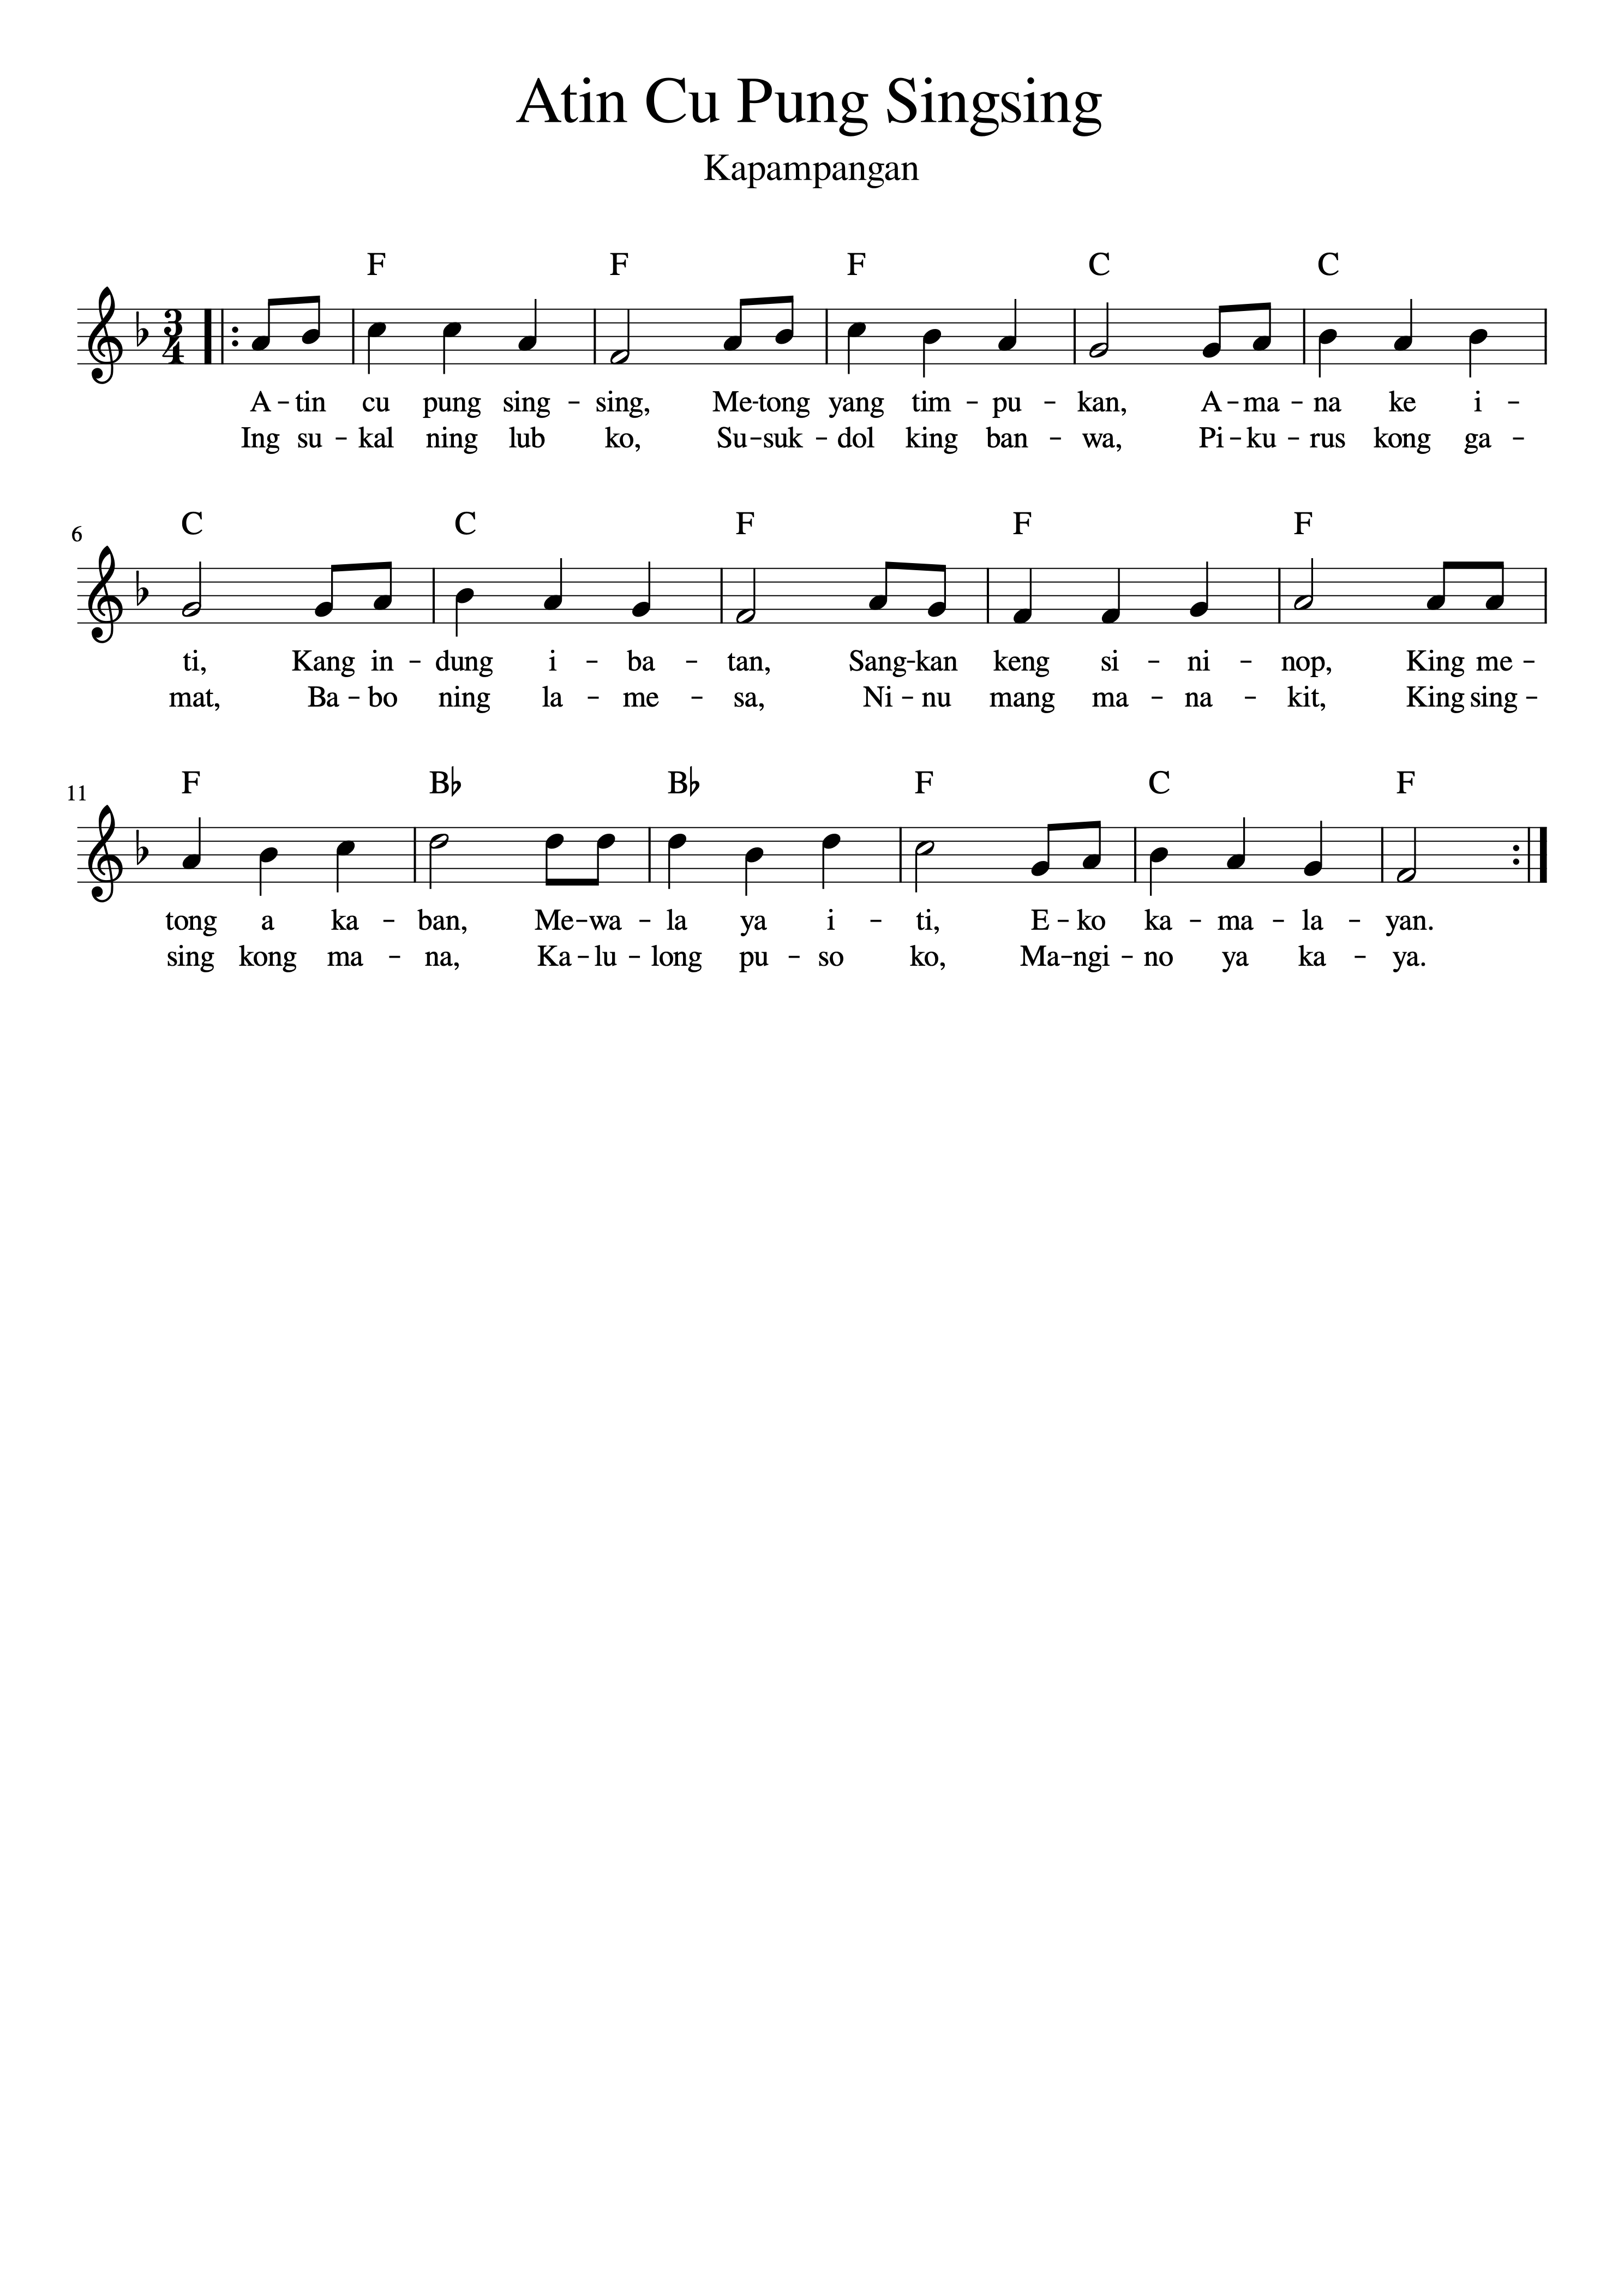 Atin Cu Pung Singsing
Kapampangan
F F F C C
3
4
A-tin cu pung sing-sing, Me-tong yang tim-pu-kan, A-ma-na ke i-
Ing su-kal ning lub ko, Su-suk-dol king ban-wa, Pi-ku-rus kong ga-
6
C C F F F
ti, Kang in-dung i-ba-tan, Sang-kan keng si-ni-nop, King me-
mat, Ba-bo ning la-me-sa, Ni-nu mang ma-na-kit, King sing-
11
F B♭ B♭ F C F
tong a ka-ban, Me-wa-la ya i-ti, E-ko ka-ma-la-yan.
sing kong ma-na, Ka-lu-long pu-so ko, Ma-ngi-no ya ka-ya.